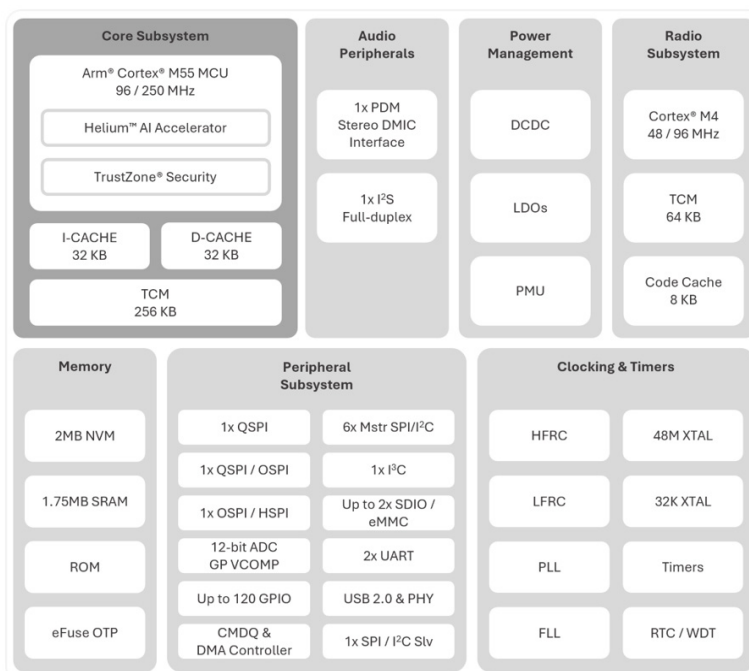 Core Subsystem
Arm® Cortex® M55 MCU
96 / 250 MHz
Helium™ AI Accelerator
TrustZone® Security
I-CACHE
32 KB
D-CACHE
32 KB
TCM
256 KB
Audio
Peripherals
1x PDM
Stereo DMIC
Interface
1x I²S
Full-duplex
Power
Management
DCDC
LDOs
PMU
Radio
Subsystem
Cortex® M4
48 / 96 MHz
TCM
64 KB
Code Cache
8 KB
Memory
2MB NVM
1.75MB SRAM
ROM
eFuse OTP
Peripheral
Subsystem
1x QSPI
6x Mstr SPI/I²C
1x QSPI / OSPI
1x I³C
1x OSPI / HSPI
Up to 2x SDIO /
eMMC
12-bit ADC
GP VCOMP
2x UART
Up to 120 GPIO
USB 2.0 & PHY
CMDQ &
DMA Controller
1x SPI / I²C Slv
Clocking & Timers
HFRC
48M XTAL
LFRC
32K XTAL
PLL
Timers
FLL
RTC / WDT